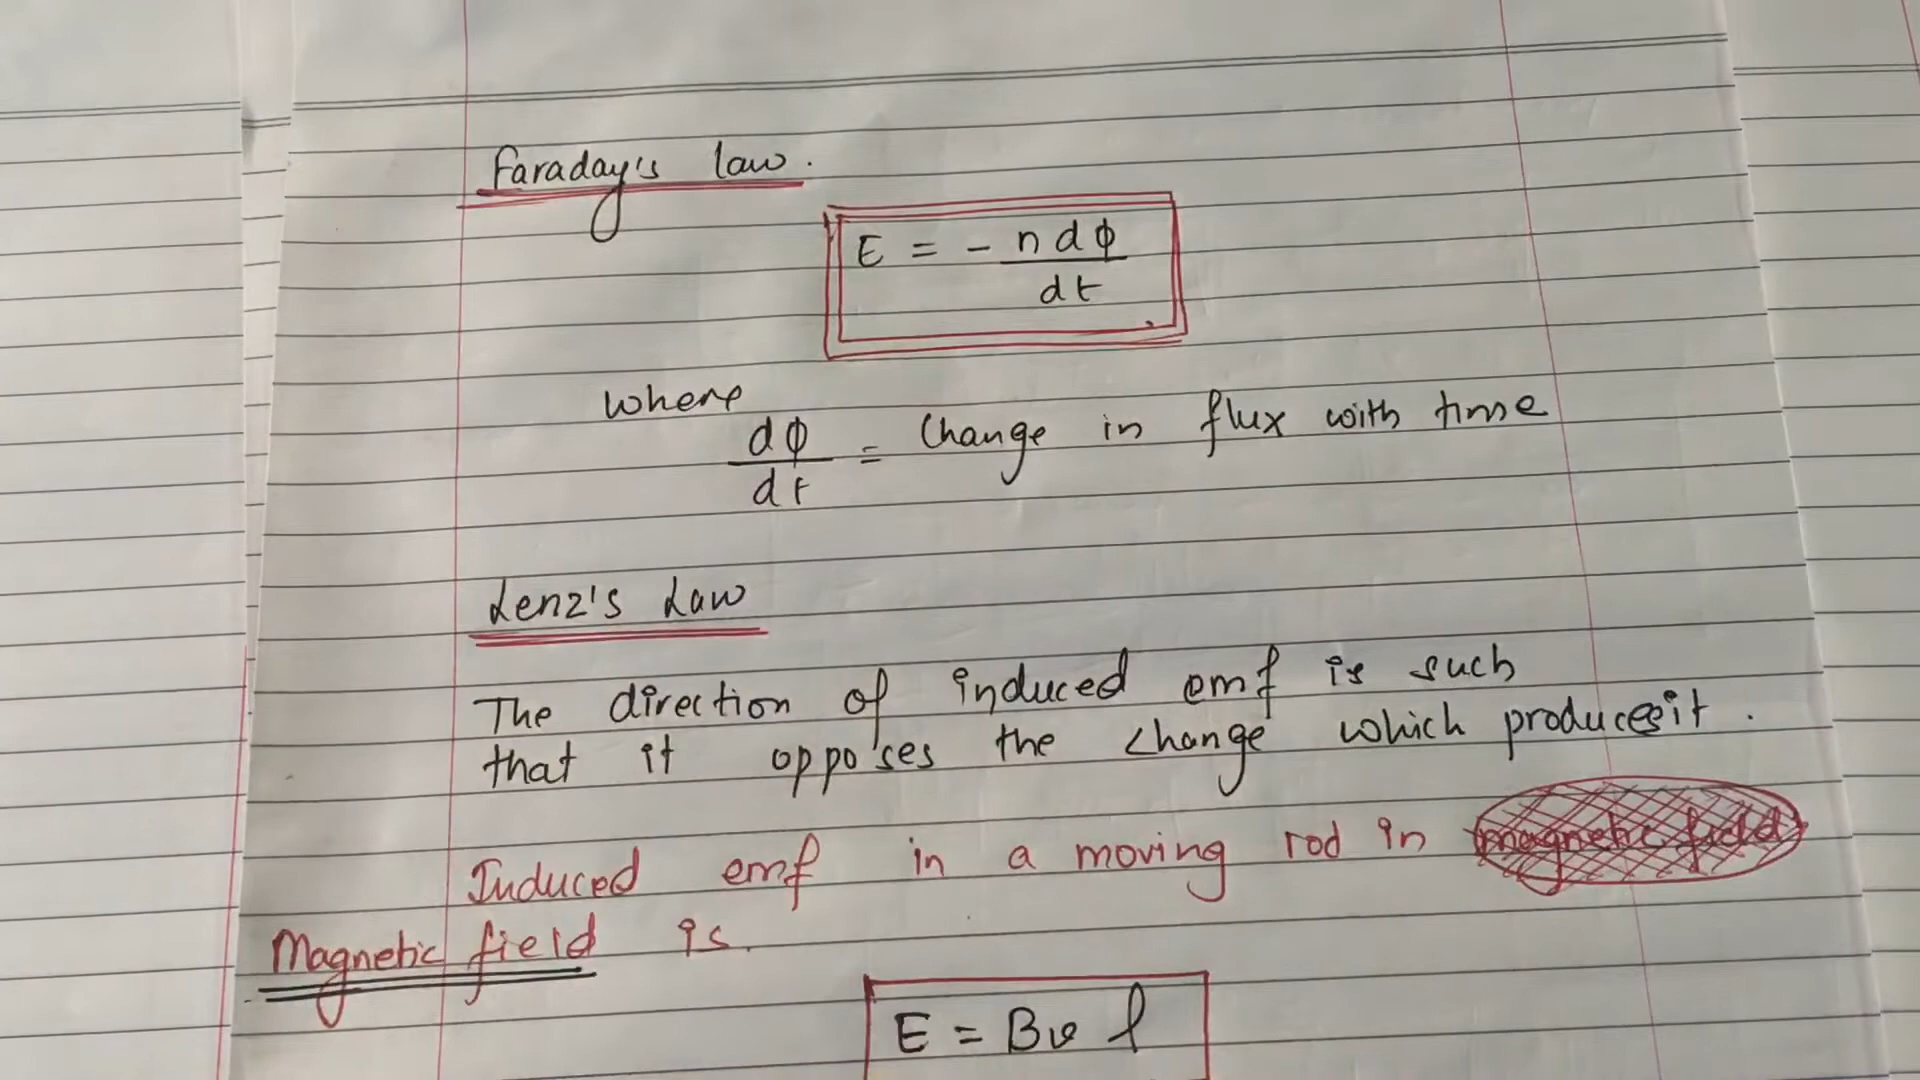 Faraday's law.
E = - n dφ
dt
where
dφ = Change in flux with time
dt
Lenz's Law
The direction of induced emf is such
that it opposes the change which produces it.
Induced emf in a moving rod in magnetic field
Magnetic field is.
E = Bv l